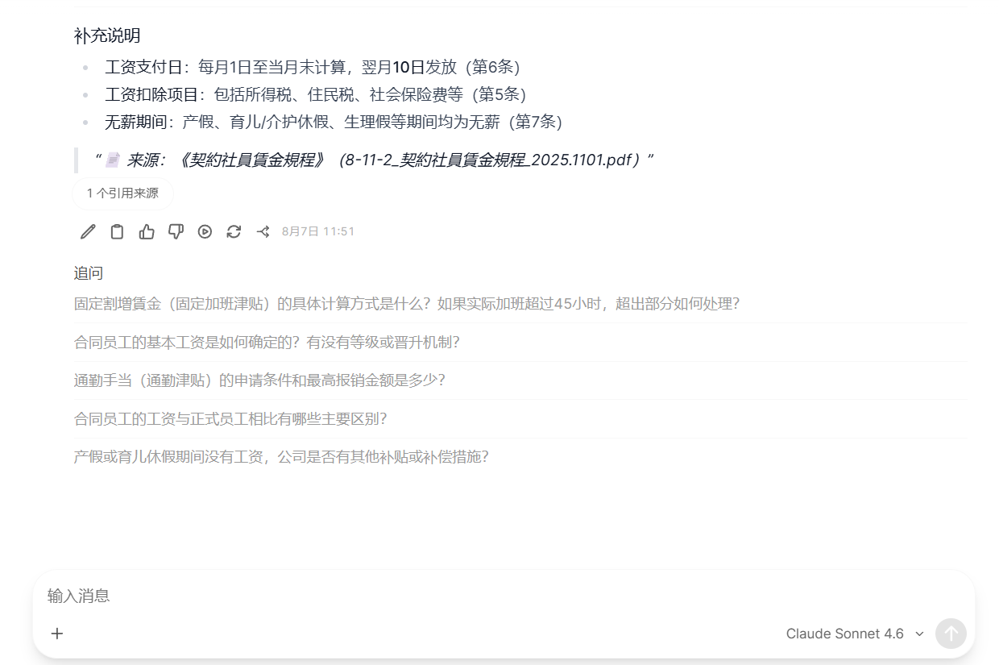 补充说明
工资支付日：每月1日至当月末计算，翌月10日发放（第6条）
工资扣除项目：包括所得税、住民税、社会保险费等（第5条）
无薪期间：产假、育儿/介护休假、生理假等期间均为无薪（第7条）
“📄 来源：《契約社員賃金規程》（8-11-2_契約社員賃金規程_2025.1101.pdf）”
1 个引用来源
8月7日 11:51
追问
固定割増賃金（固定加班津贴）的具体计算方式是什么？如果实际加班超过45小时，超出部分如何处理？
合同员工的基本工资是如何确定的？有没有等级或晋升机制？
通勤手当（通勤津贴）的申请条件和最高报销金额是多少？
合同员工的工资与正式员工相比有哪些主要区别？
产假或育儿休假期间没有工资，公司是否有其他补贴或补偿措施？
输入消息
Claude Sonnet 4.6